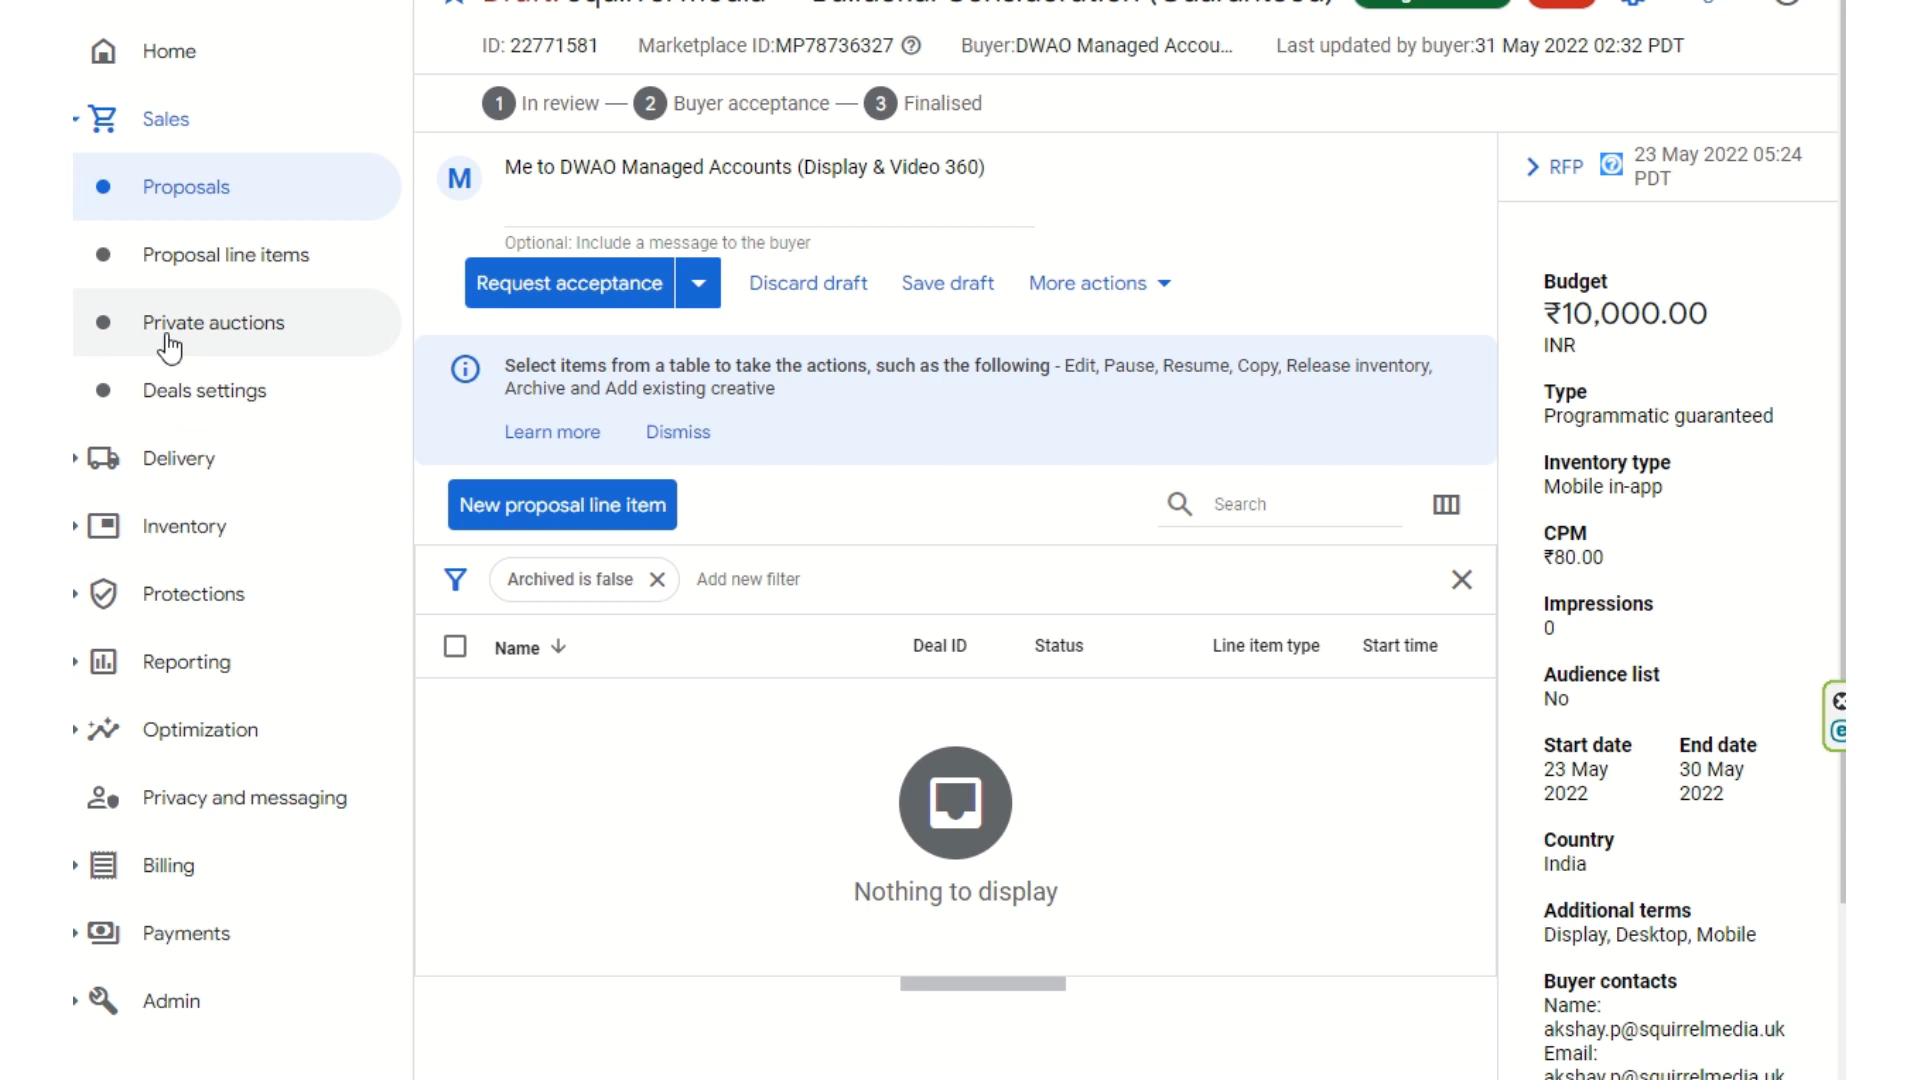 Home
Sales
Proposals
Proposal line items
Private auctions
Deals settings
Delivery
Inventory
Protections
Reporting
Optimization
Privacy and messaging
Billing
Payments
Admin
ID: 22771581 Marketplace ID:MP78736327 Buyer:DWAO Managed Accou... Last updated by buyer:31 May 2022 02:32 PDT
1 In review — 2 Buyer acceptance — 3 Finalised
M Me to DWAO Managed Accounts (Display & Video 360)
Optional: Include a message to the buyer
Request acceptance Discard draft Save draft More actions
Select items from a table to take the actions, such as the following - Edit, Pause, Resume, Copy, Release inventory,
Archive and Add existing creative
Learn more Dismiss
New proposal line item Search
Archived is false Add new filter
Name Deal ID Status Line item type Start time
Nothing to display
RFP 23 May 2022 05:24
PDT
Budget
₹10,000.00
INR
Type
Programmatic guaranteed
Inventory type
Mobile in-app
CPM
₹80.00
Impressions
0
Audience list
No
Start date End date
23 May 30 May
2022 2022
Country
India
Additional terms
Display, Desktop, Mobile
Buyer contacts
Name:
akshay.p@squirrelmedia.uk
Email:
akshay.p@squirrelmedia.uk